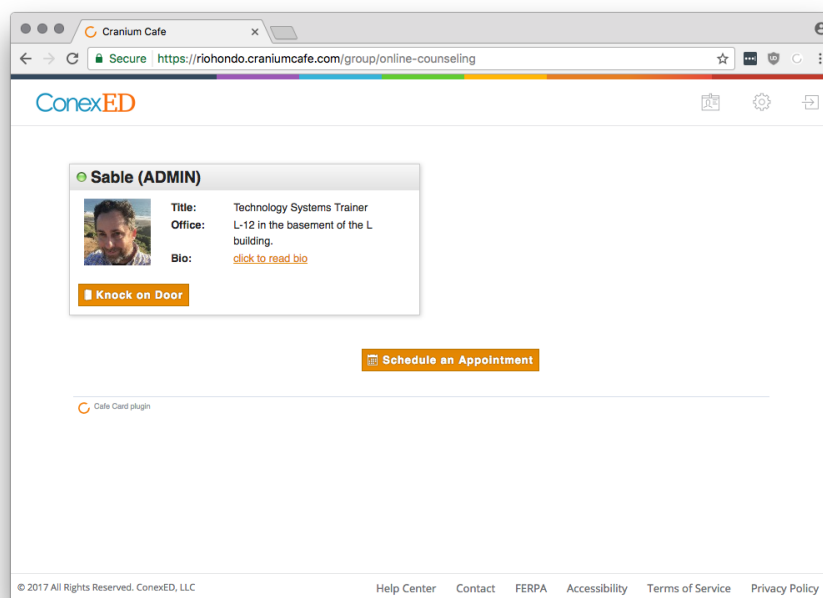 Cranium Cafe
Secure https://riohondo.craniumcafe.com/group/online-counseling
ConexED
Sable (ADMIN)
Title: Technology Systems Trainer
Office: L-12 in the basement of the L
building.
Bio: click to read bio
Knock on Door
Schedule an Appointment
Cafe Card plugin
© 2017 All Rights Reserved. ConexED, LLC Help Center Contact FERPA Accessibility Terms of Service Privacy Policy